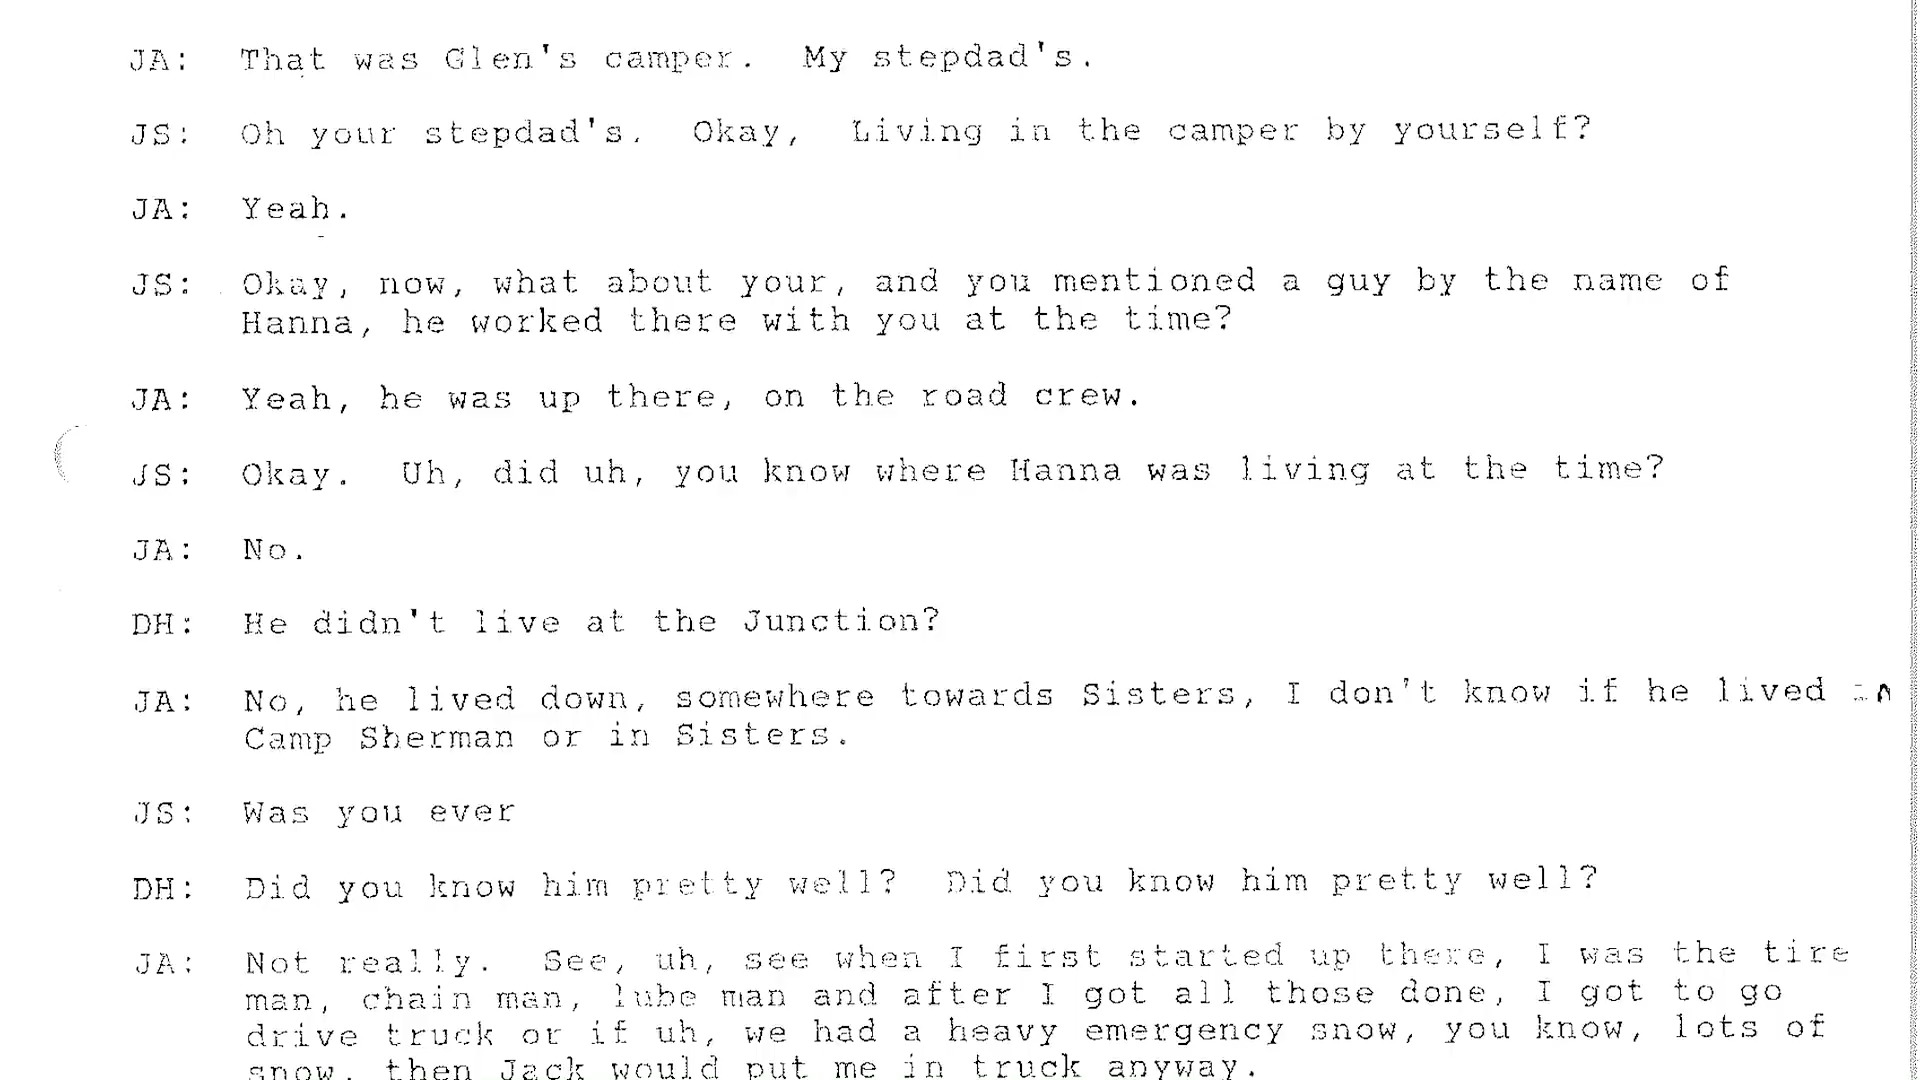 JA: That was Glen's camper. My stepdad's.
JS: Oh your stepdad's. Okay, Living in the camper by yourself?
JA: Yeah.
JS: Okay, now, what about your, and you mentioned a guy by the name of
Hanna, he worked there with you at the time?
JA: Yeah, he was up there, on the road crew.
JS: Okay. Uh, did uh, you know where Hanna was living at the time?
JA: No.
DH: He didn't live at the Junction?
JA: No, he lived down, somewhere towards Sisters, I don't know if he lived in
Camp Sherman or in Sisters.
JS: Was you ever
DH: Did you know him pretty well? Did you know him pretty well?
JA: Not really. See, uh, see when I first started up there, I was the tire
man, chain man, lube man and after I got all those done, I got to go
drive truck or if uh, we had a heavy emergency snow, you know, lots of
snow, then Jack would put me in truck anyway.